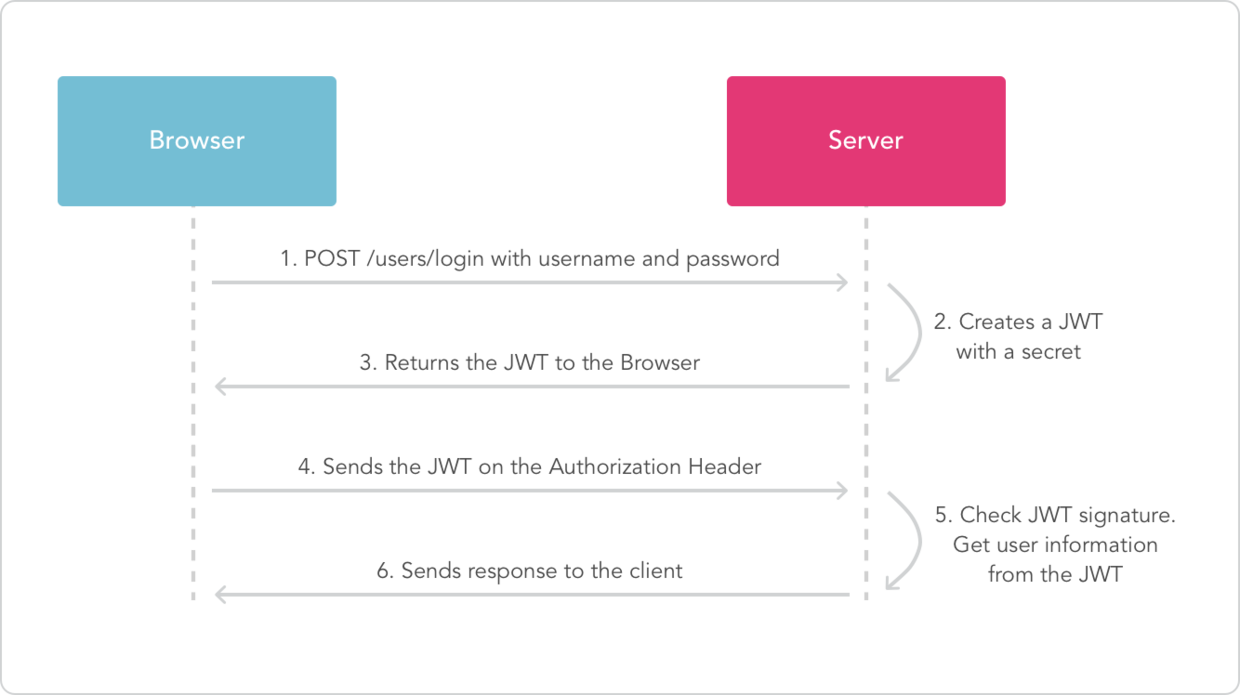 Browser
Server
1. POST /users/login with username and password
2. Creates a JWT
with a secret
3. Returns the JWT to the Browser
4. Sends the JWT on the Authorization Header
5. Check JWT signature.
Get user information
from the JWT
6. Sends response to the client